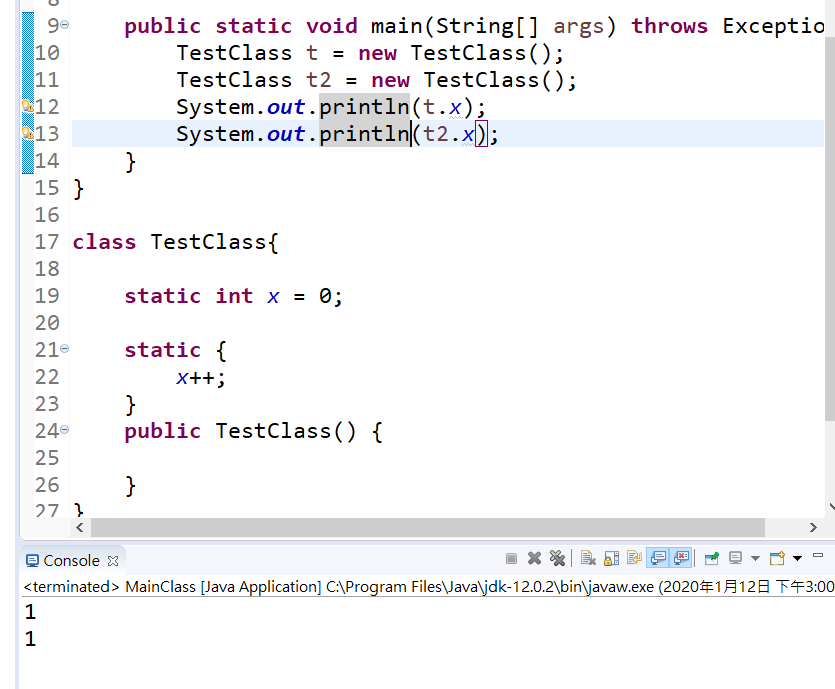 9 public static void main(String[] args) throws Exceptio
10 TestClass t = new TestClass();
11 TestClass t2 = new TestClass();
12 System.out.println(t.x);
13 System.out.println(t2.x);
14 }
15 }
16
17 class TestClass{
18
19 static int x = 0;
20
21 static {
22 x++;
23 }
24 public TestClass() {
25
26 }
27 }
Console
<terminated> MainClass [Java Application] C:\Program Files\Java\jdk-12.0.2\bin\javaw.exe (2020年1月12日 下午3:00
1
1